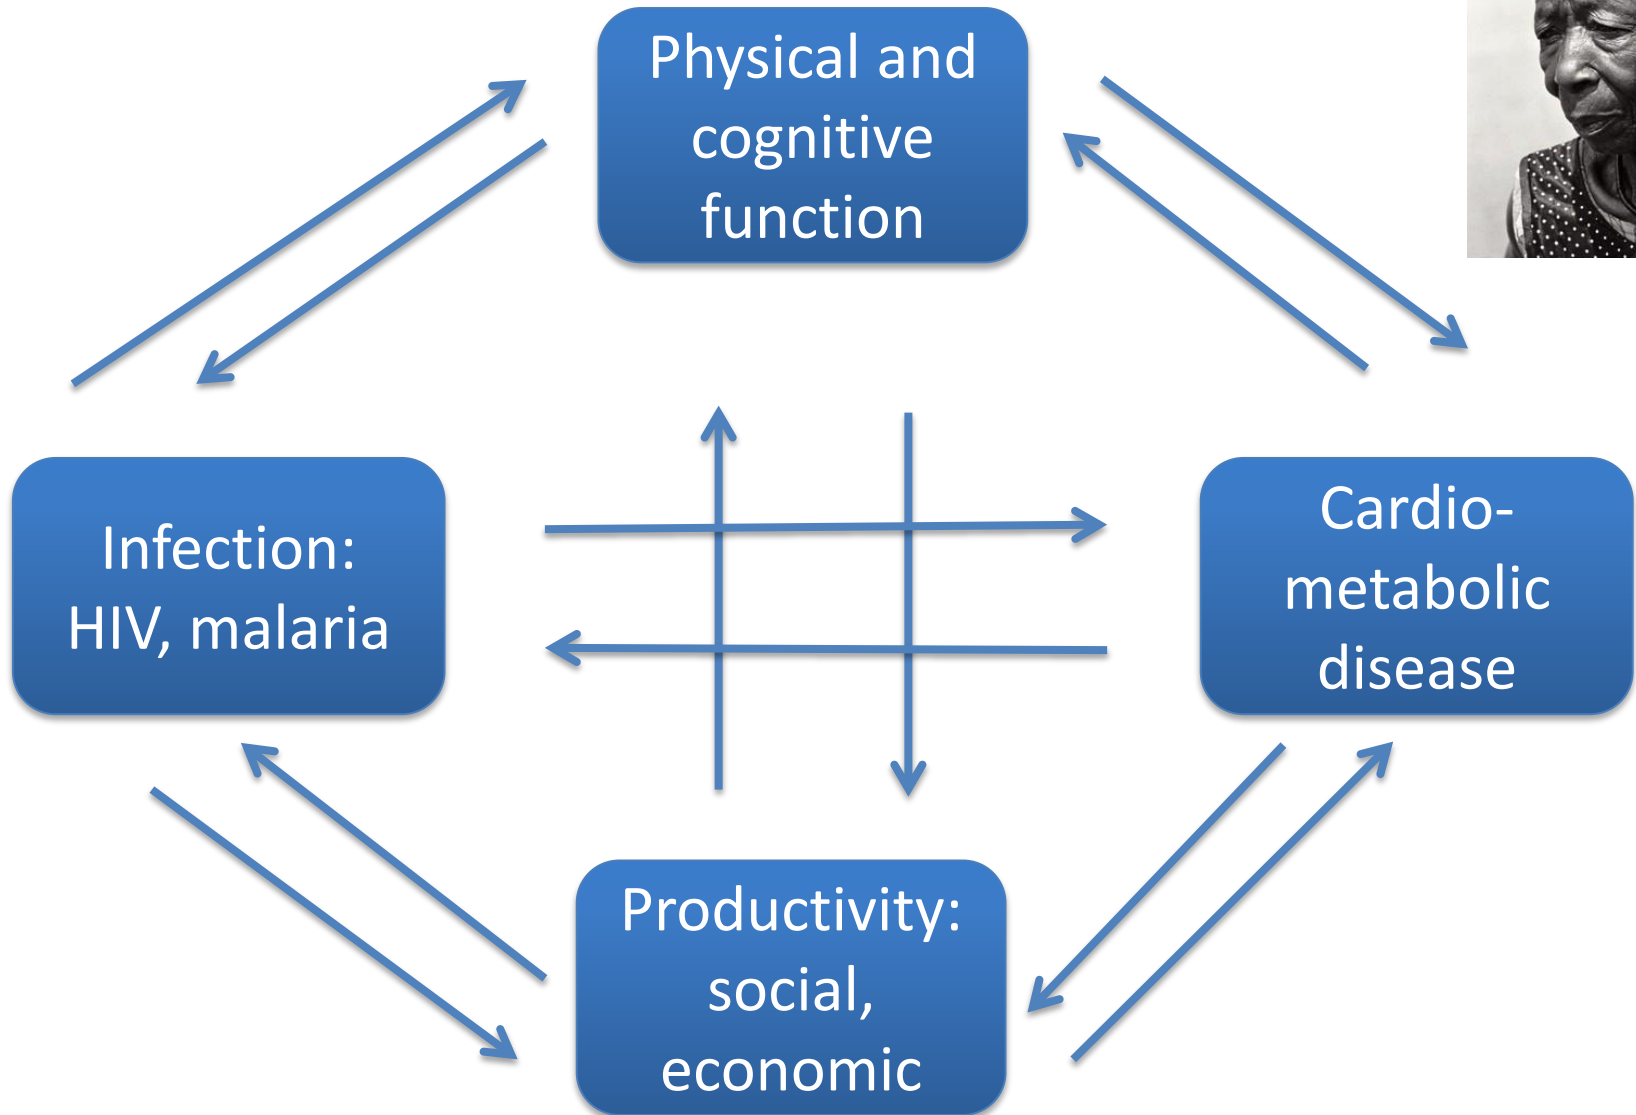 Physical and
cognitive
function
Infection:
HIV, malaria
Cardio-
metabolic
disease
Productivity:
social,
economic